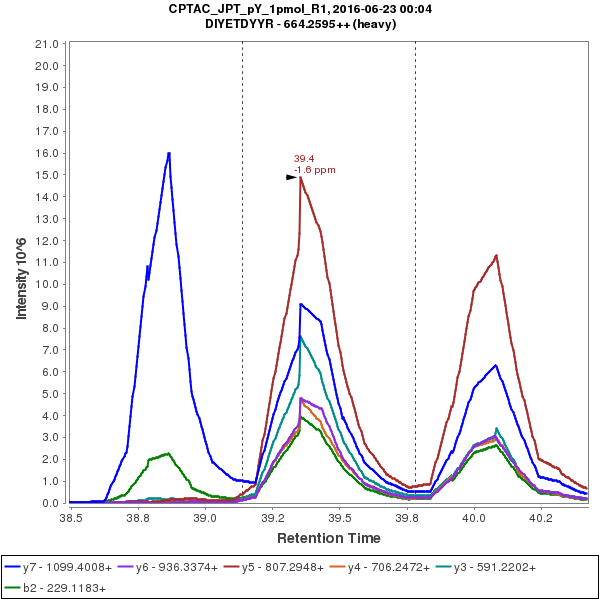 CPTAC_JPT_pY_1pmol_R1, 2016-06-23 00:04
DIYETDYYR - 664.2595++ (heavy)
21.0
20.0
19.0
18.0
17.0
16.0
15.0
14.0
13.0
12.0
11.0
10.0
9.0
8.0
7.0
6.0
5.0
4.0
3.0
2.0
1.0
0.0
Intensity 10^6
39.4
-1.6 ppm
38.5 38.8 39.0 39.2 39.5 39.8 40.0 40.2
Retention Time
y7 - 1099.4008+ y6 - 936.3374+ y5 - 807.2948+ y4 - 706.2472+ y3 - 591.2202+
b2 - 229.1183+